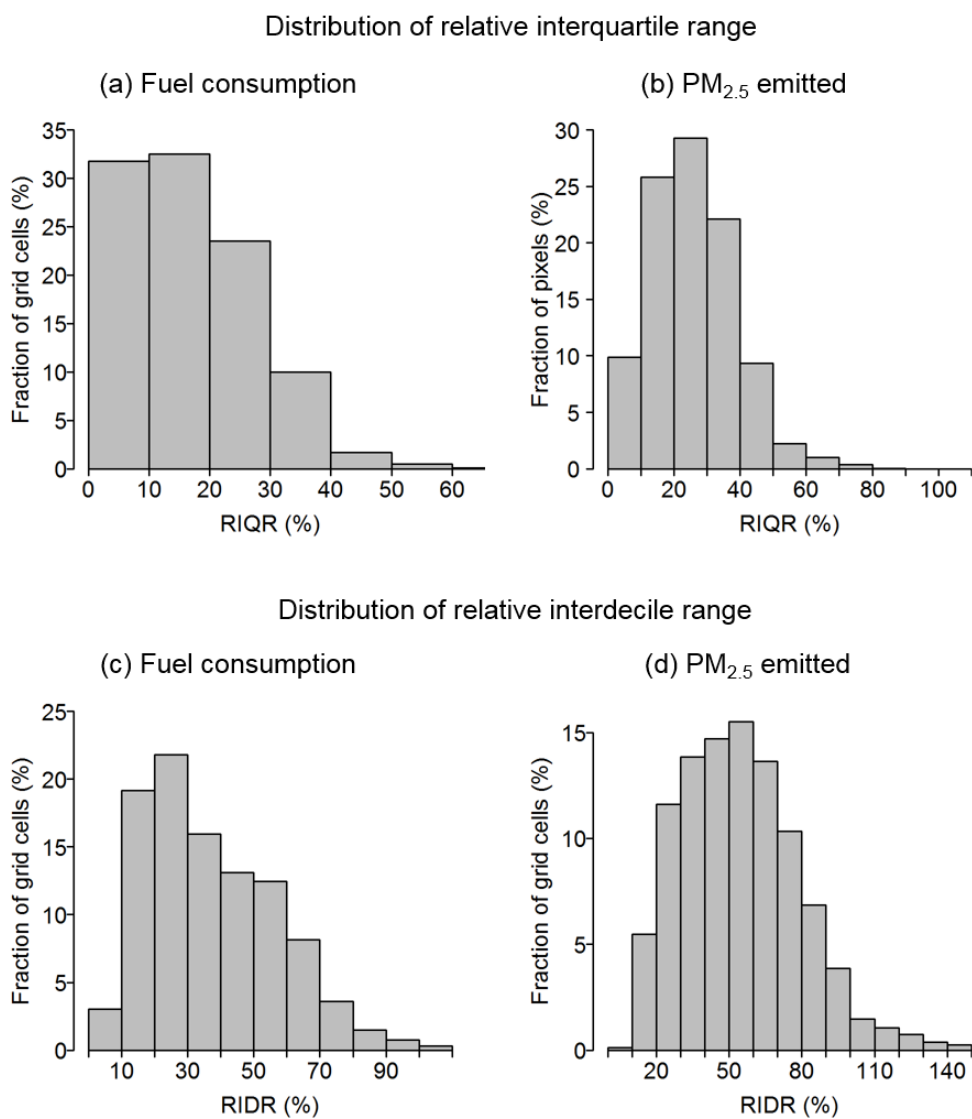 Distribution of relative interquartile range
(a) Fuel consumption
(b) PM2.5 emitted
35
30
25
20
15
10
5
0
Fraction of grid cells (%)
0 10 20 30 40 50 60
RIQR (%)
30
25
20
15
10
5
0
Fraction of pixels (%)
0 20 40 60 80 100
RIQR (%)
Distribution of relative interdecile range
(c) Fuel consumption
(d) PM2.5 emitted
25
20
15
10
5
0
Fraction of grid cells (%)
10 30 50 70 90
RIDR (%)
15
10
5
0
Fraction of grid cells (%)
20 50 80 110 140
RIDR (%)